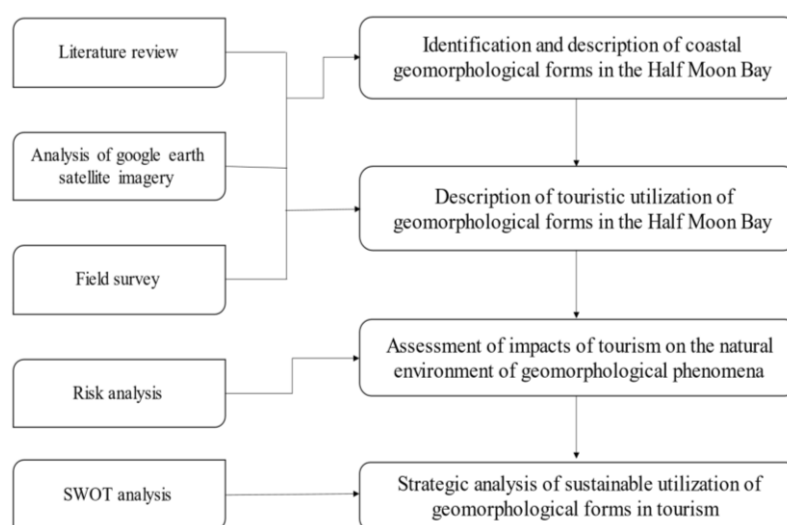 Literature review
Identification and description of coastal
geomorphological forms in the Half Moon Bay
Analysis of google earth
satellite imagery
Description of touristic utilization of
geomorphological forms in the Half Moon Bay
Field survey
Assessment of impacts of tourism on the natural
environment of geomorphological phenomena
Risk analysis
SWOT analysis
Strategic analysis of sustainable utilization of
geomorphological forms in tourism